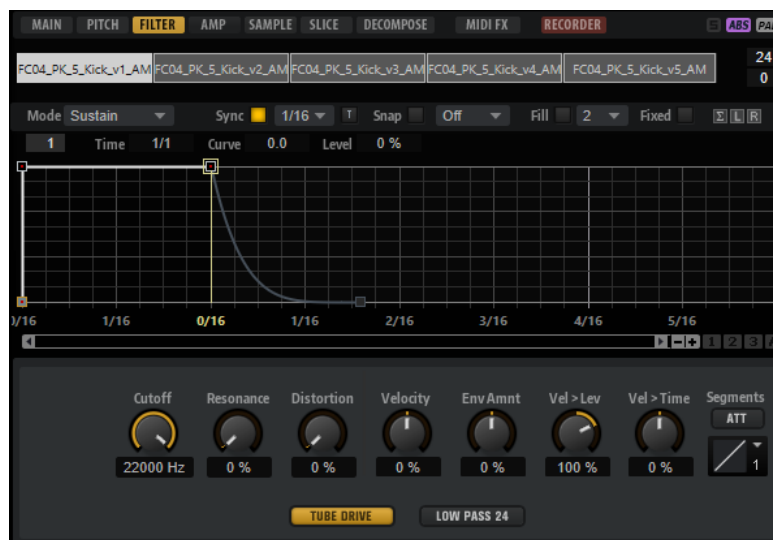 MAIN PITCH FILTER AMP SAMPLE SLICE DECOMPOSE MIDI FX RECORDER S ABS
FC04_PK_5_Kick_v1_AM FC04_PK_5_Kick_v2_AM FC04_PK_5_Kick_v3_AM FC04_PK_5_Kick_v4_AM FC04_PK_5_Kick_v5_AM 24
0
Mode Sustain Sync 1/16 T Snap Off Fill 2 Fixed Σ L R
1 Time 1/1 Curve 0.0 Level 0 %
0/16 1/16 0/16 1/16 2/16 3/16 4/16 5/16
1 2 3
Cutoff Resonance Distortion Velocity Env Amnt Vel > Lev Vel > Time Segments
ATT
22000 Hz 0 % 0 % 0 % 0 % 100 % 0 % 1
TUBE DRIVE LOW PASS 24